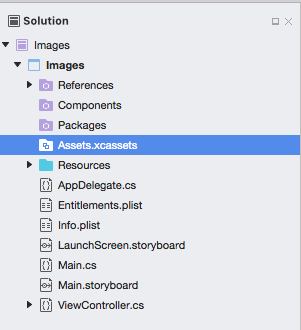 Solution
Images
Images
References
Components
Packages
Assets.xcassets
Resources
AppDelegate.cs
Entitlements.plist
Info.plist
LaunchScreen.storyboard
Main.cs
Main.storyboard
ViewController.cs